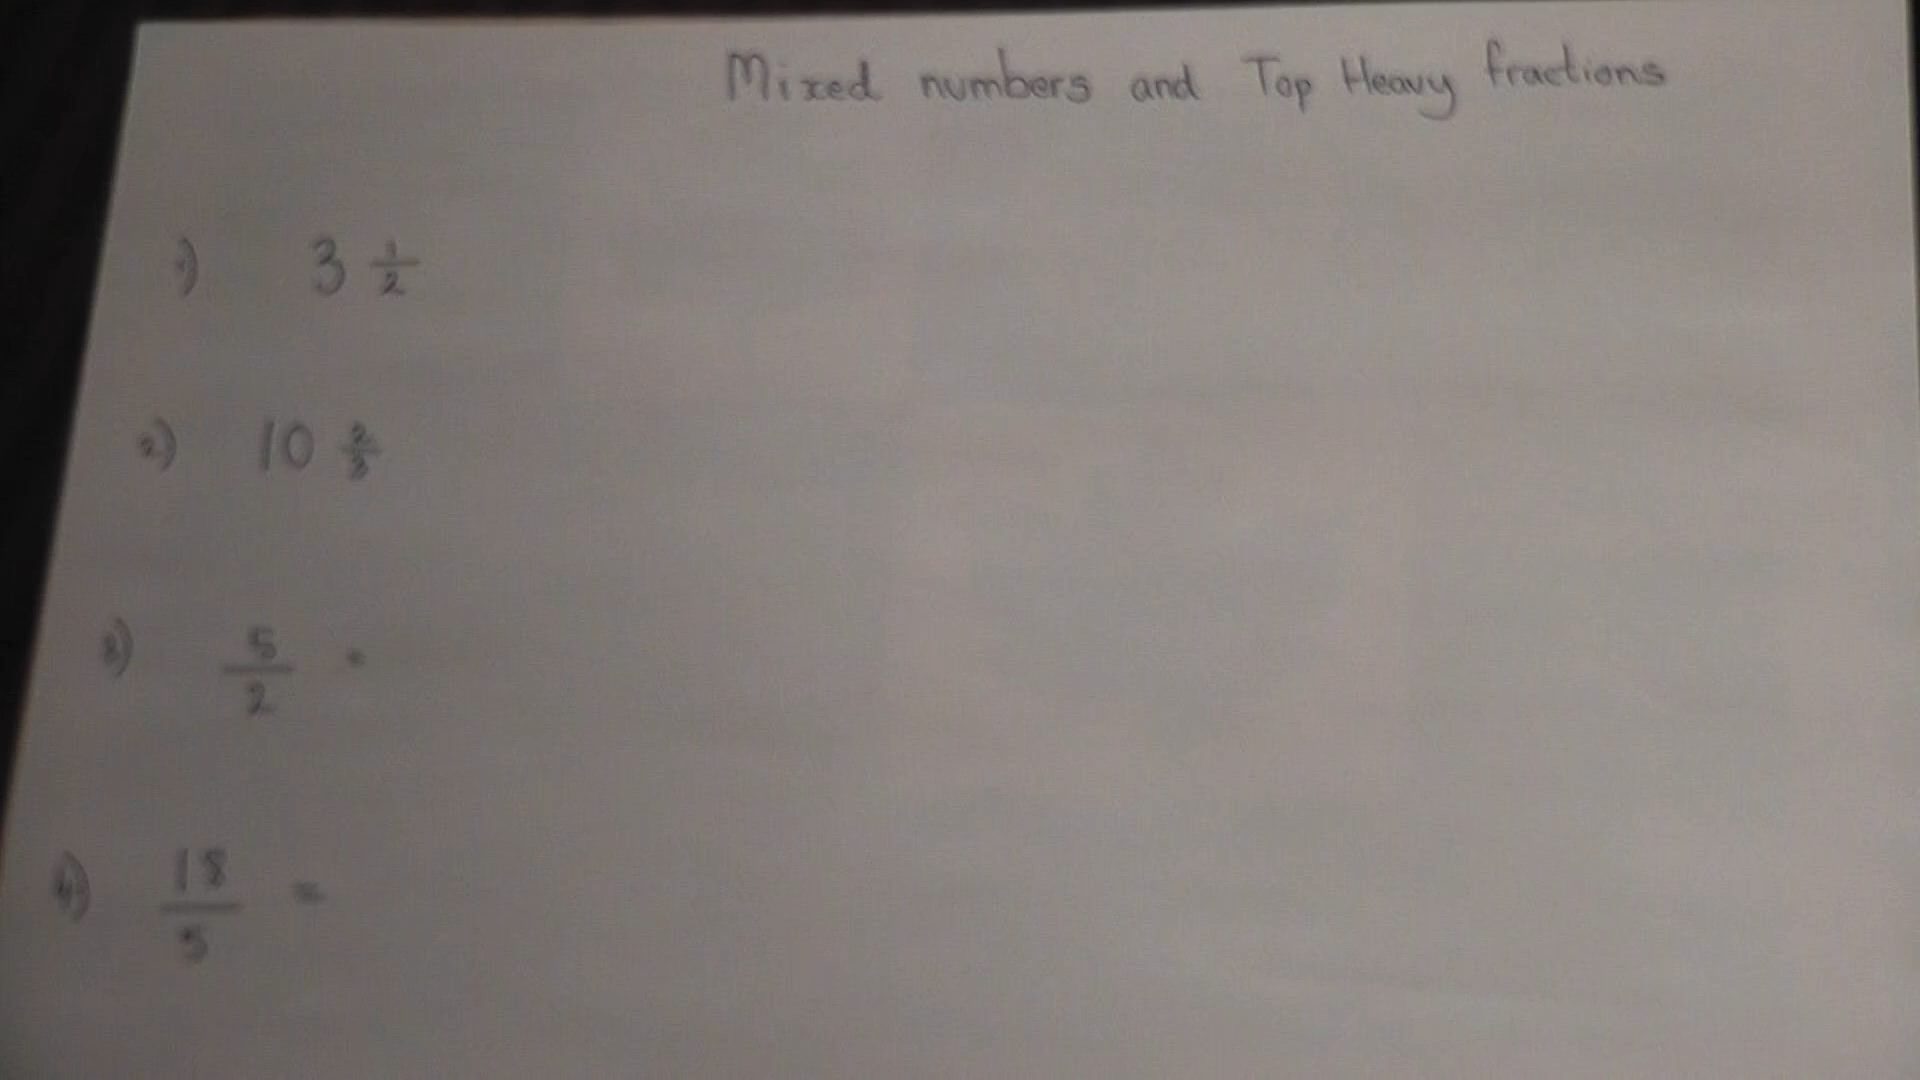 Mixed numbers and Top Heavy fractions
1) 3 1/2
2) 10 2/3
3) 5/2 =
4) 18/5 =